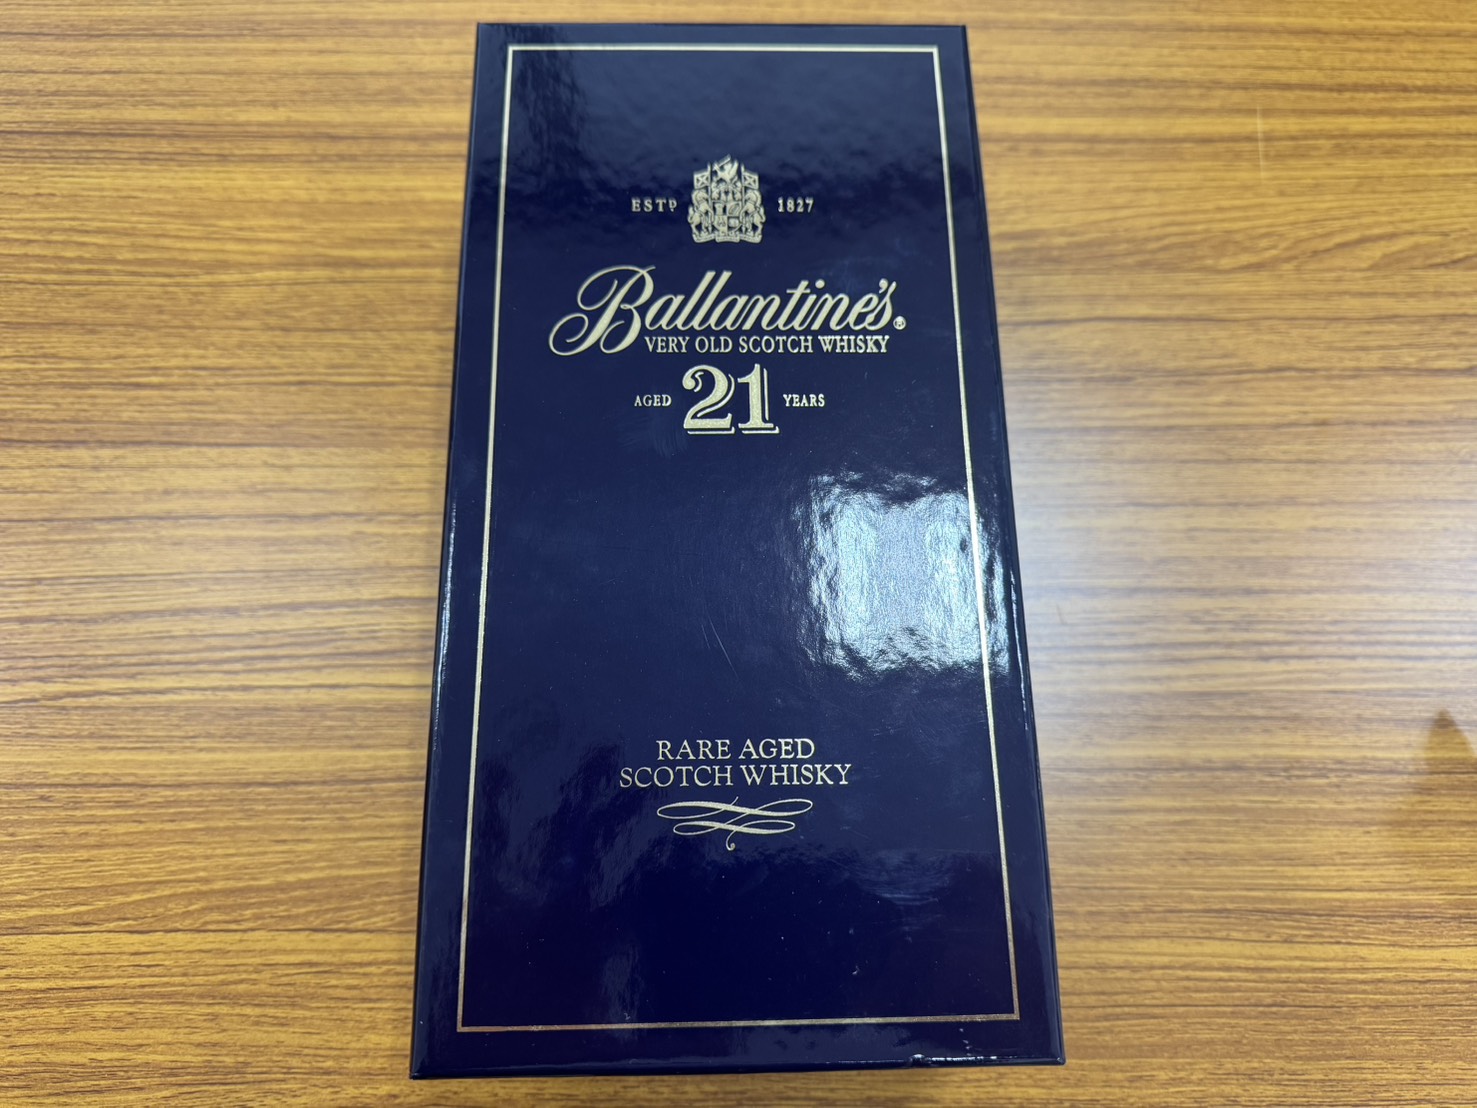 ESTD 1827
Ballantine's®
VERY OLD SCOTCH WHISKY
AGED 21 YEARS
RARE AGED
SCOTCH WHISKY